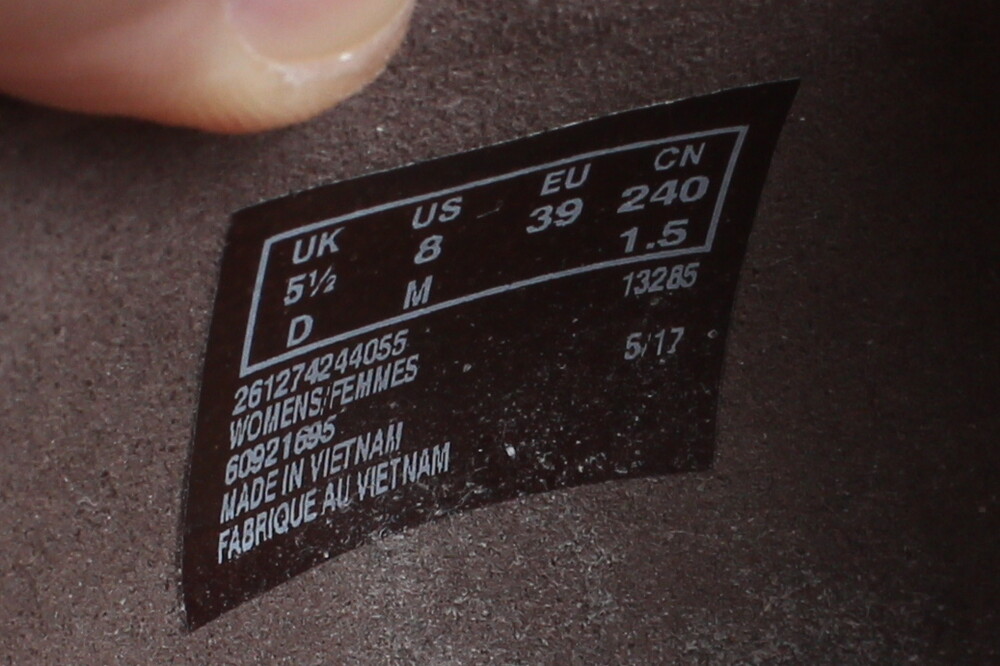 UK US EU CN
5½ 8 39 240
D M 1.5
261274244055 13285
WOMENS/FEMMES 5/17
60921695
MADE IN VIETNAM
FABRIQUE AU VIETNAM